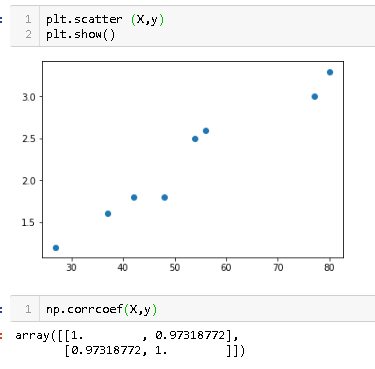 1 plt.scatter (X,y)
2 plt.show()
3.0
2.5
2.0
1.5
30 40 50 60 70 80
1 np.corrcoef(X,y)
array([[1.        , 0.97318772],
       [0.97318772, 1.        ]])